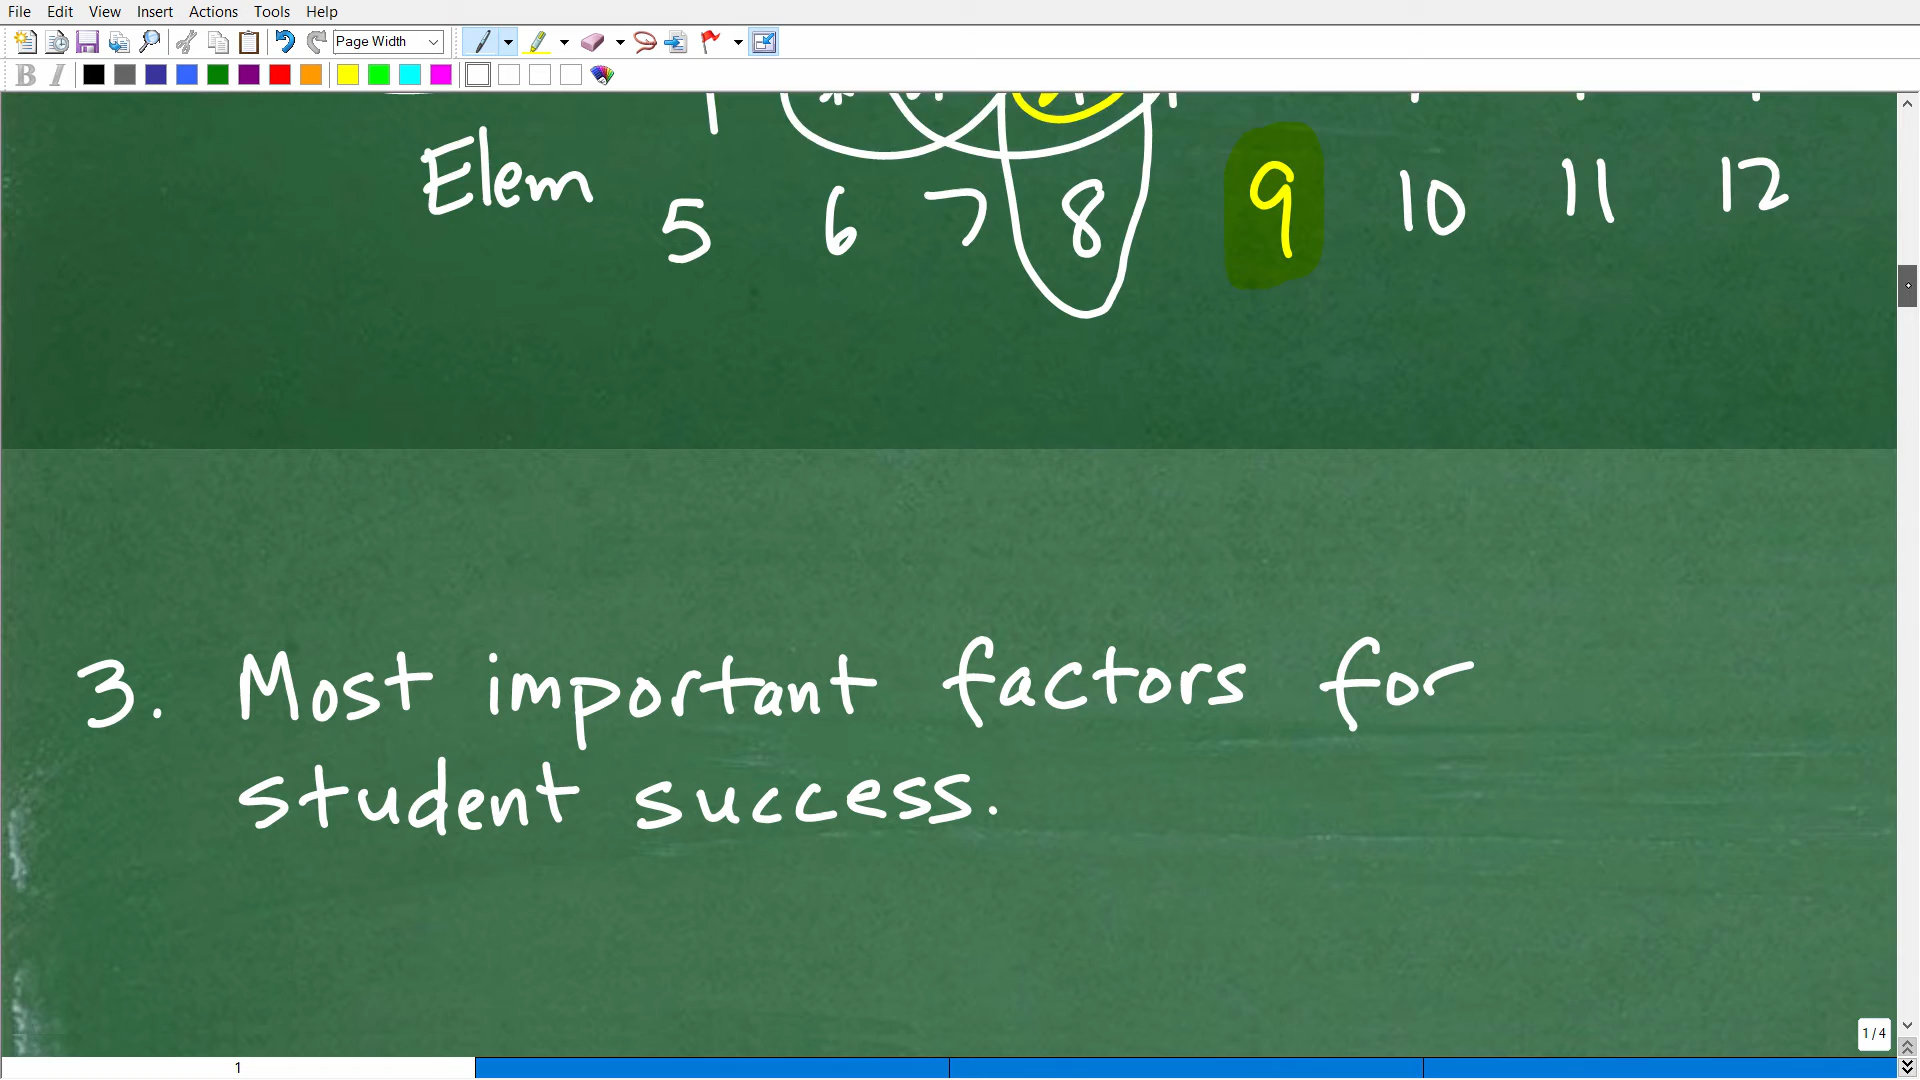 File Edit View Insert Actions Tools Help
Page Width
B I
Elem
5 6 7 8 9 10 11 12
3. Most important factors for
student success.
1 / 4
1